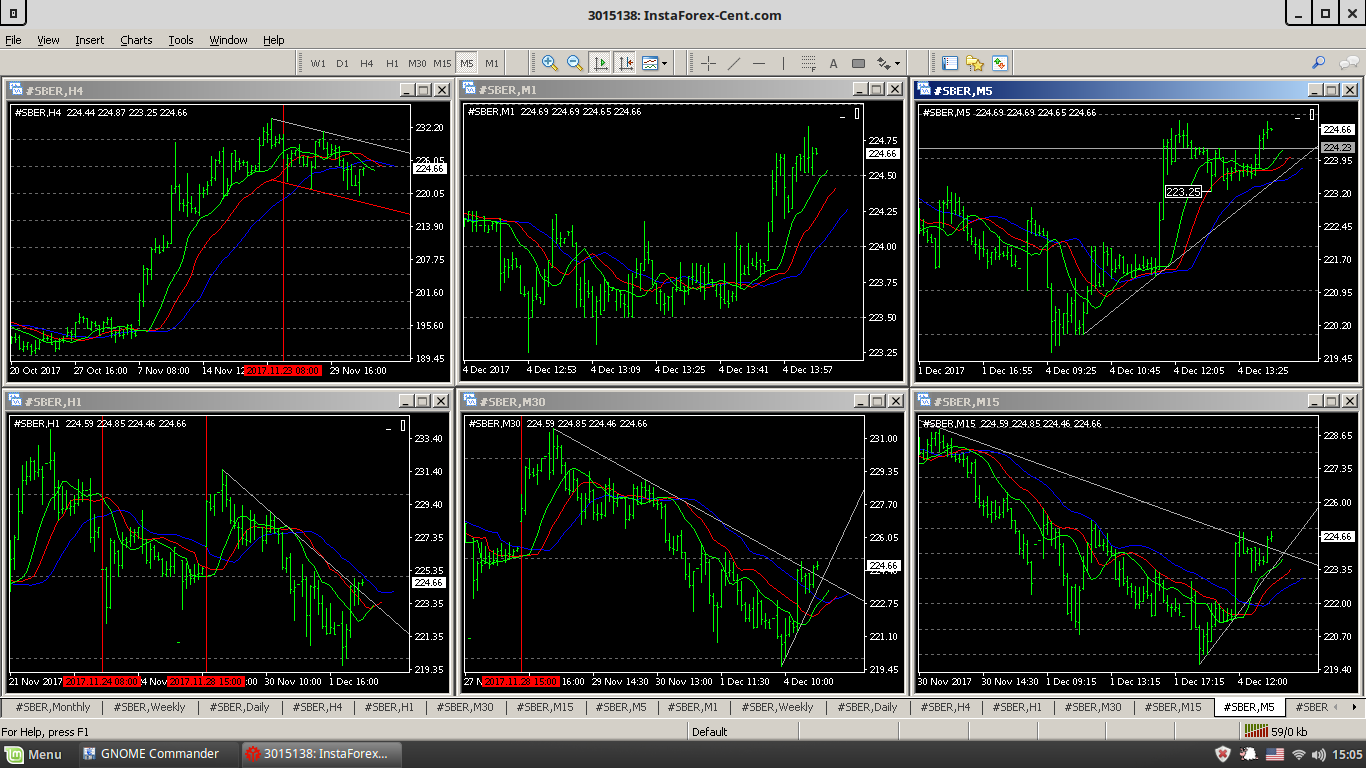 3015138: InstaForex-Cent.com
File View Insert Charts Tools Window Help
W1 D1 H4 H1 M30 M15 M5 M1 A
#SBER,H4
#SBER,H4 224.44 224.87 223.25 224.66
232.20
226.05
224.66
220.05
213.90
207.75
201.60
195.60
189.45
20 Oct 2017 27 Oct 16:00 7 Nov 08:00 14 Nov 12 2017.11.23 08:00 29 Nov 16:00
#SBER,M1
#SBER,M1 224.69 224.69 224.65 224.66
224.75
224.66
224.50
224.25
224.00
223.75
223.50
223.25
4 Dec 2017 4 Dec 12:53 4 Dec 13:09 4 Dec 13:25 4 Dec 13:41 4 Dec 13:57
#SBER,M5
#SBER,M5 224.69 224.69 224.65 224.66
224.66
224.23
223.95
223.25
223.20
222.45
221.70
220.95
220.20
219.45
1 Dec 2017 1 Dec 16:55 4 Dec 09:25 4 Dec 10:45 4 Dec 12:05 4 Dec 13:25
#SBER,H1
#SBER,H1 224.59 224.85 224.46 224.66
233.40
231.40
229.40
227.35
225.35
224.66
223.35
221.35
219.35
21 Nov 2017 2017.11.24 08:00 4 Nov 2017.11.28 15:00 00 30 Nov 10:00 1 Dec 16:00
#SBER,M30
#SBER,M30 224.59 224.85 224.46 224.66
231.00
229.35
227.70
226.05
224.66
222.75
221.10
219.45
27 N 2017.11.28 15:00 16:00 29 Nov 14:30 30 Nov 13:00 1 Dec 11:30 4 Dec 10:00
#SBER,M15
#SBER,M15 224.59 224.85 224.46 224.66
228.65
227.35
226.00
224.66
223.35
222.00
220.70
219.40
30 Nov 2017 30 Nov 14:30 1 Dec 09:15 1 Dec 13:15 1 Dec 17:15 4 Dec 12:00
#SBER,Monthly #SBER,Weekly #SBER,Daily #SBER,H4 #SBER,H1 #SBER,M30 #SBER,M15 #SBER,M5 #SBER,M1 #SBER,Weekly #SBER,Daily #SBER,H4 #SBER,H1 #SBER,M30 #SBER,M15 #SBER,M5 #SBER
For Help, press F1 Default 59/0 kb
Menu GNOME Commander 3015138: InstaForex... 15:05